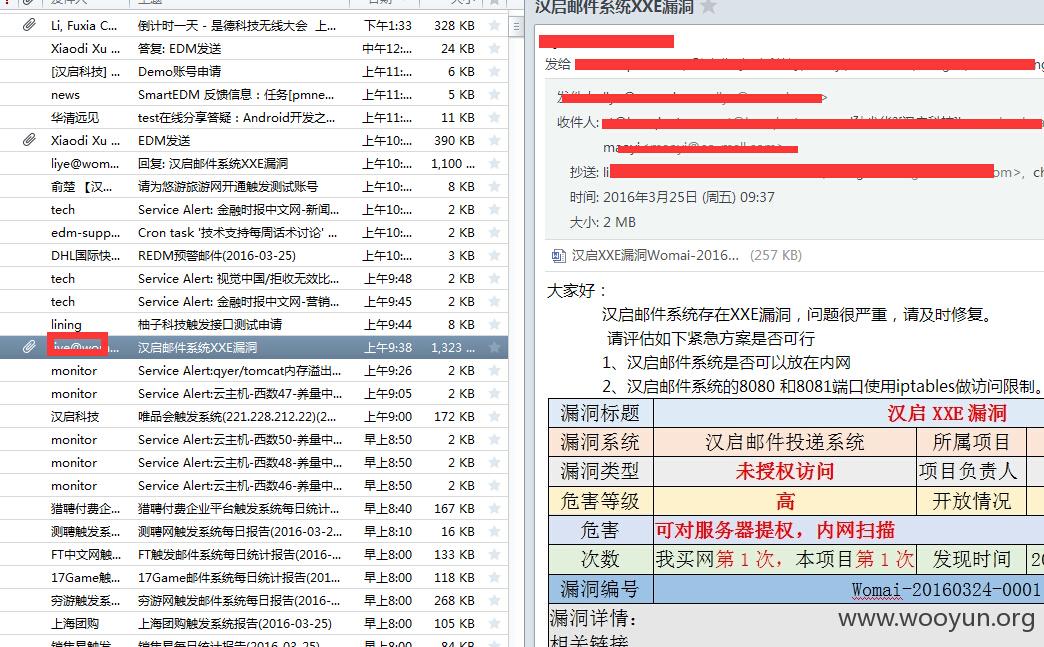 Li, Fuxia C... 倒计时一天 - 是德科技无线大会 上... 下午1:33 328 KB
Xiaodi Xu ... 答复: EDM发送 中午12:... 24 KB
[汉启科技] ... Demo账号申请 上午11:... 6 KB
news SmartEDM 反馈信息：任务[pmne... 上午11:... 5 KB
华清远见 test在线分享答疑：Android开发之... 上午11:... 11 KB
Xiaodi Xu ... EDM发送 上午10:... 390 KB
liye@wom... 回复: 汉启邮件系统XXE漏洞 上午10:... 1,100 ...
俞楚 【汉... 请为悠游旅游网开通触发测试账号 上午10:... 8 KB
tech Service Alert: 金融时报中文网-新闻... 上午10:... 2 KB
edm-supp... Cron task '技术支持每周话术讨论' ... 上午10:... 2 KB
DHL国际快... REDM预警邮件(2016-03-25) 上午10:... 3 KB
tech Service Alert: 视觉中国/拒收无效比... 上午9:48 2 KB
tech Service Alert: 金融时报中文网-营销... 上午9:45 2 KB
lining 柚子科技触发接口测试申请 上午9:44 8 KB
汉启邮件系统XXE漏洞 上午9:38 1,323 ...
monitor Service Alert:qyer/tomcat内存溢出... 上午9:26 2 KB
monitor Service Alert:云主机-西数47-养量中... 上午9:05 2 KB
汉启科技 唯品会触发系统(221.228.212.22)(2... 上午9:00 172 KB
monitor Service Alert:云主机-西数50-养量中... 早上8:50 2 KB
monitor Service Alert:云主机-西数48-养量中... 早上8:50 2 KB
monitor Service Alert:云主机-西数46-养量中... 早上8:50 2 KB
猎聘付费企... 猎聘付费企业平台触发系统每日统计... 早上8:40 167 KB
测聘触发系... 测聘网触发系统每日报告(2016-03-2... 早上8:10 16 KB
FT中文网触... FT触发邮件系统每日统计报告(2016-... 早上8:00 133 KB
17Game触... 17Game邮件系统每日统计报告(201... 早上8:00 118 KB
穷游触发系... 穷游网触发邮件系统每日报告(2016-... 早上8:00 268 KB
上海团购 上海团购触发系统报告(2016-03-25) 早上8:00 105 KB
汉启邮件系统XXE漏洞
发给
收件人:
抄送: li
时间: 2016年3月25日 (周五) 09:37
大小: 2 MB
汉启XXE漏洞Womai-2016... (257 KB)
大家好：
汉启邮件系统存在XXE漏洞，问题很严重，请及时修复。
请评估如下紧急方案是否可行
1、汉启邮件系统是否可以放在内网
2、汉启邮件系统的8080 和8081端口使用iptables做访问限制。
漏洞标题 汉启 XXE 漏洞
漏洞系统 汉启邮件投递系统 所属项目
漏洞类型 未授权访问 项目负责人
危害等级 高 开放情况
危害 可对服务器提权，内网扫描
次数 我买网第 1 次，本项目第 1 次 发现时间 20
漏洞编号 Womai-20160324-0001
漏洞详情：
相关链接
www.wooyun.org